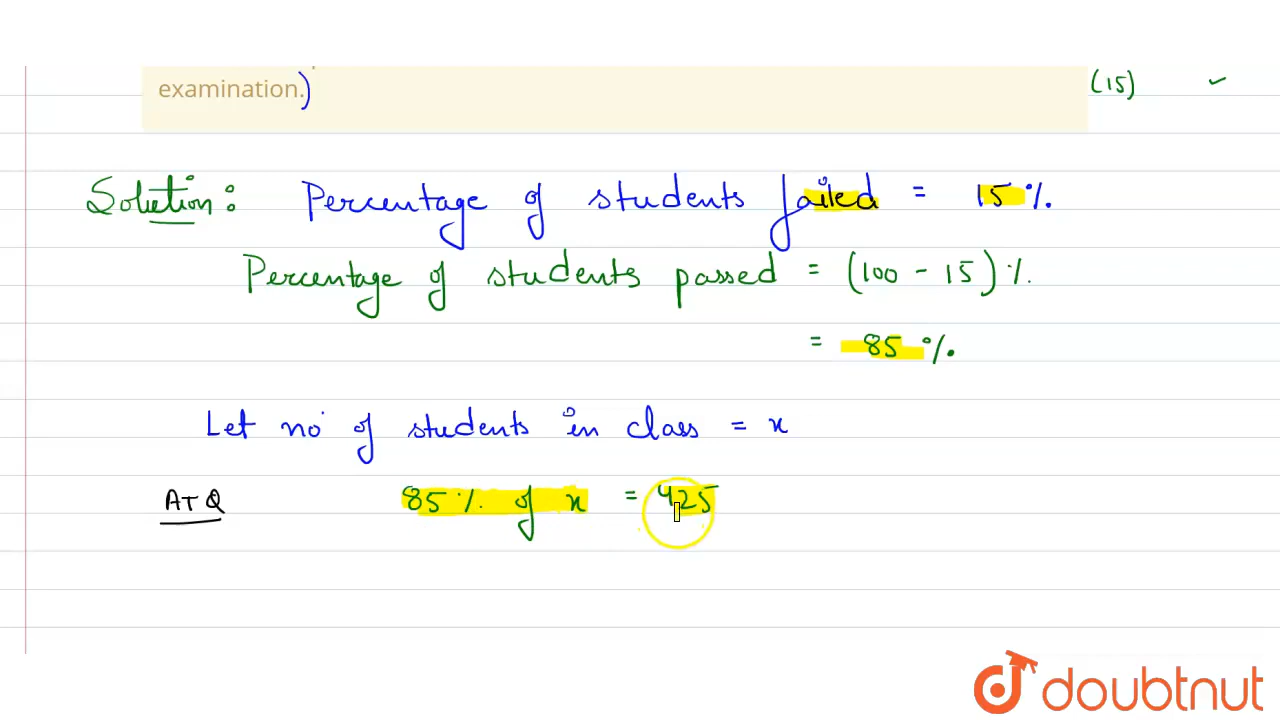 examination.)
(15)
Solution: Percentage of students failed = 15%.
Percentage of students passed = (100 - 15)%.
= 85%.
Let no of students in class = x
ATQ 85% of x = 425
doubtnut